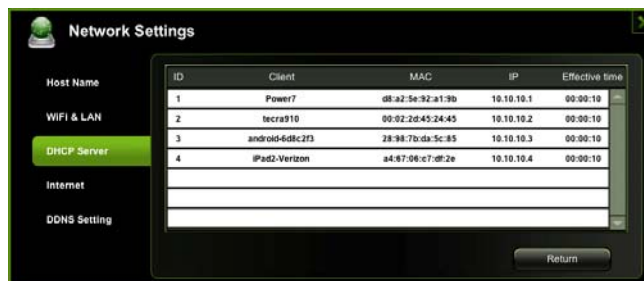 Network Settings
Host Name
WiFi & LAN
DHCP Server
Internet
DDNS Setting
ID Client MAC IP Effective time
1 Power7 d8:a2:5e:92:a1:9b 10.10.10.1 00:00:10
2 tecra910 00:02:2d:45:24:45 10.10.10.2 00:00:10
3 android-6d8c2f3 28:98:7b:da:5c:85 10.10.10.3 00:00:10
4 iPad2-Verizon a4:67:06:c7:df:2e 10.10.10.4 00:00:10
Return